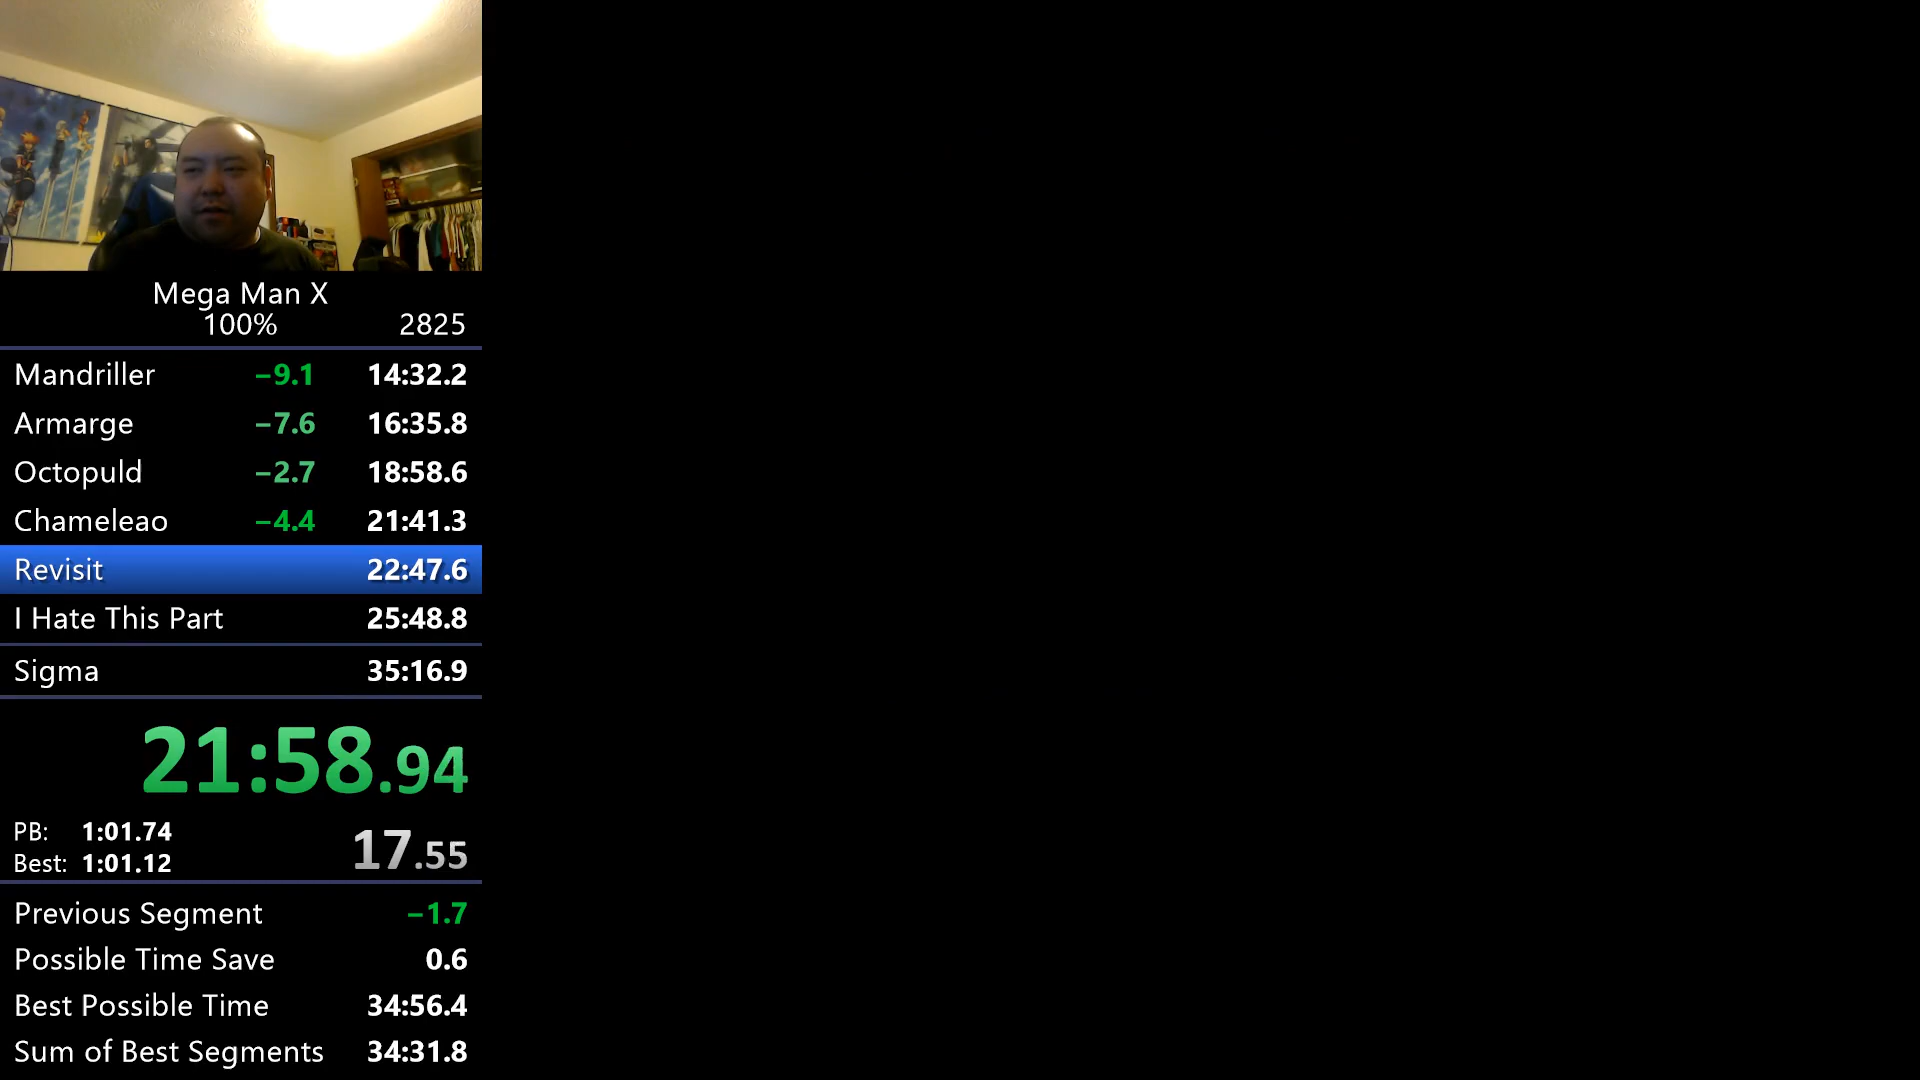 Mega Man X
100% 2825
Mandriller −9.1 14:32.2
Armarge −7.6 16:35.8
Octopuld −2.7 18:58.6
Chameleao −4.4 21:41.3
Revisit 22:47.6
I Hate This Part 25:48.8
Sigma 35:16.9
21:58.94
PB: 1:01.74
Best: 1:01.12
17.55
Previous Segment −1.7
Possible Time Save 0.6
Best Possible Time 34:56.4
Sum of Best Segments 34:31.8